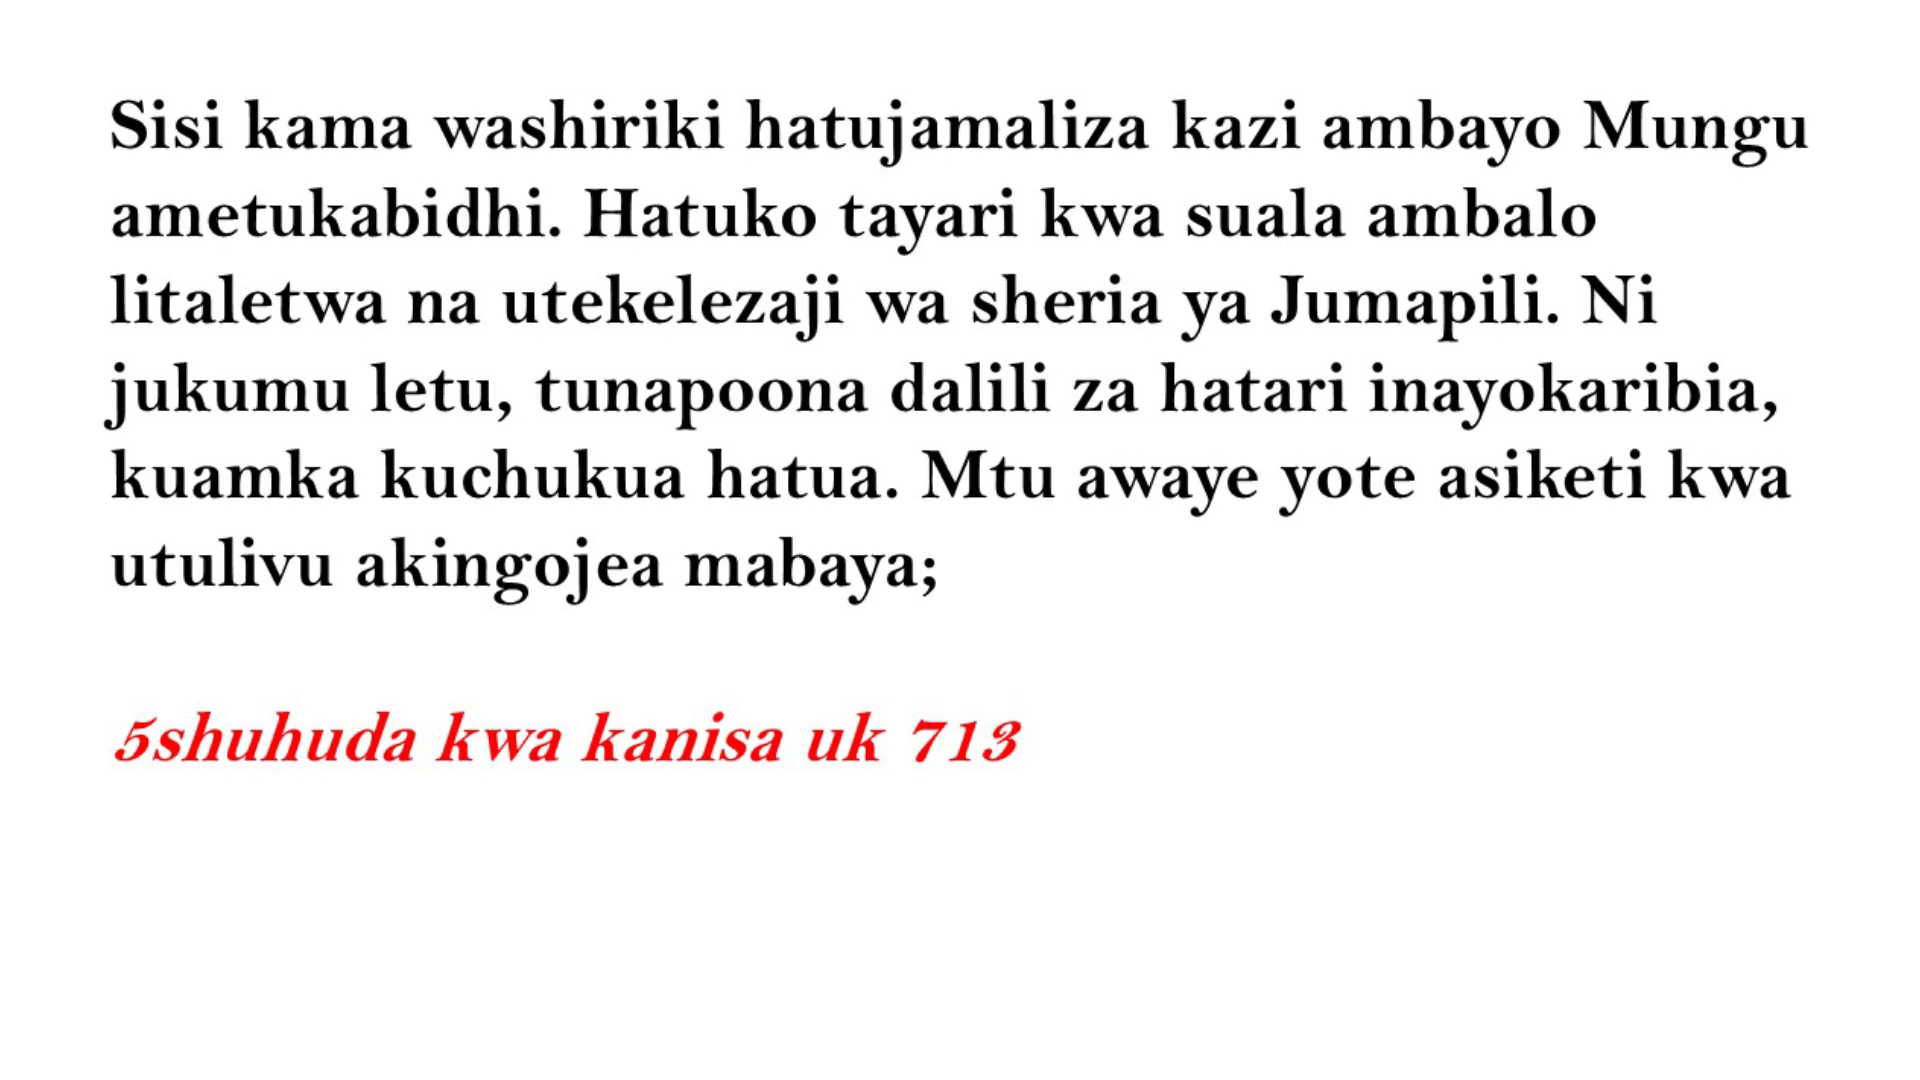 Sisi kama washiriki hatujamaliza kazi ambayo Mungu
ametukabidhi. Hatuko tayari kwa suala ambalo
litaletwa na utekelezaji wa sheria ya Jumapili. Ni
jukumu letu, tunapoona dalili za hatari inayokaribia,
kuamka kuchukua hatua. Mtu awaye yote asiketi kwa
utulivu akingojea mabaya;
5shuhuda kwa kanisa uk 713